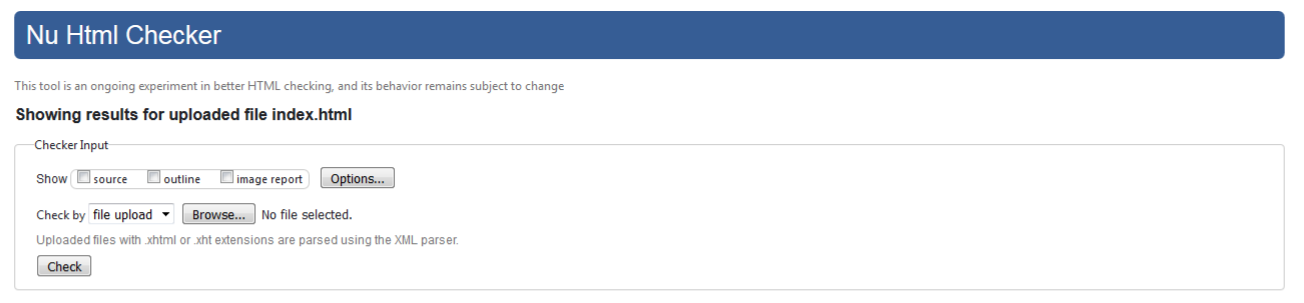 Nu Html Checker
This tool is an ongoing experiment in better HTML checking, and its behavior remains subject to change
Showing results for uploaded file index.html
Checker Input
Show source outline image report Options...
Check by file upload Browse... No file selected.
Uploaded files with .xhtml or .xht extensions are parsed using the XML parser.
Check